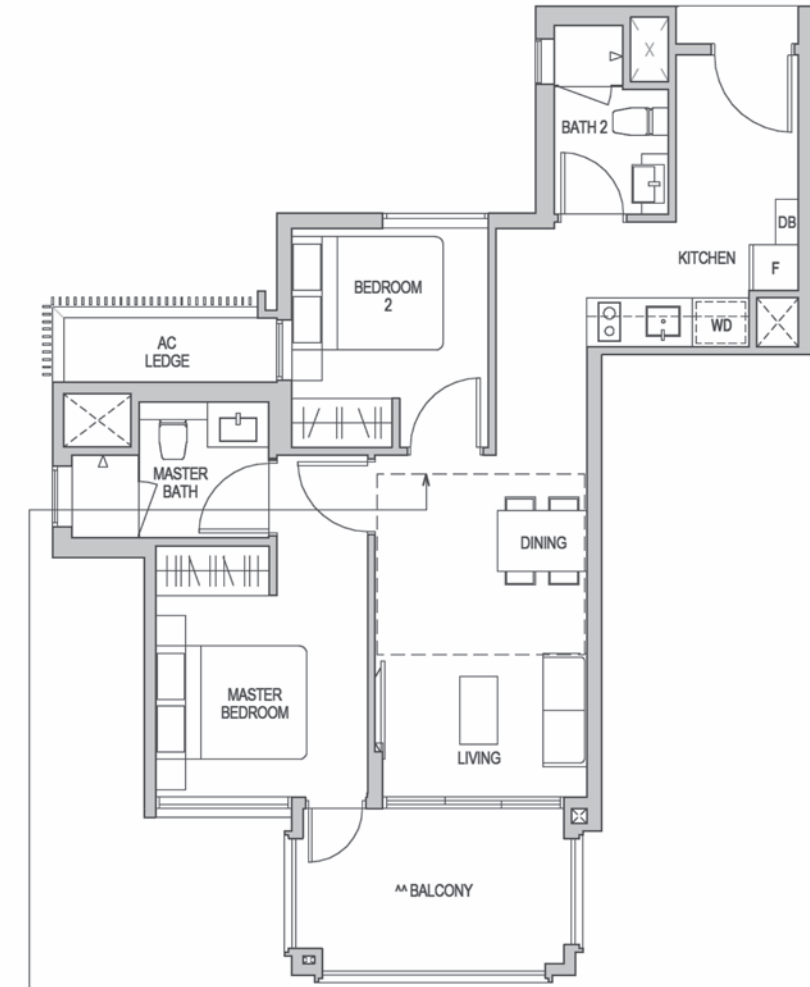 BATH 2
DB
KITCHEN
F
BEDROOM
2
WD
AC
LEDGE
MASTER
BATH
DINING
MASTER
BEDROOM
LIVING
^^ BALCONY